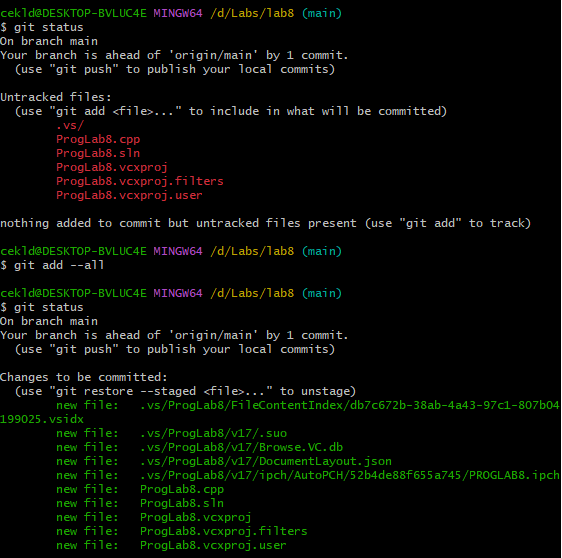 cekld@DESKTOP-BVLUC4E MINGW64 /d/Labs/lab8 (main)
$ git status
On branch main
Your branch is ahead of 'origin/main' by 1 commit.
  (use "git push" to publish your local commits)

Untracked files:
  (use "git add <file>..." to include in what will be committed)
        .vs/
        ProgLab8.cpp
        ProgLab8.sln
        ProgLab8.vcxproj
        ProgLab8.vcxproj.filters
        ProgLab8.vcxproj.user

nothing added to commit but untracked files present (use "git add" to track)

cekld@DESKTOP-BVLUC4E MINGW64 /d/Labs/lab8 (main)
$ git add --all

cekld@DESKTOP-BVLUC4E MINGW64 /d/Labs/lab8 (main)
$ git status
On branch main
Your branch is ahead of 'origin/main' by 1 commit.
  (use "git push" to publish your local commits)

Changes to be committed:
  (use "git restore --staged <file>..." to unstage)
        new file:   .vs/ProgLab8/FileContentIndex/db7c672b-38ab-4a43-97c1-807b04
199025.vsidx
        new file:   .vs/ProgLab8/v17/.suo
        new file:   .vs/ProgLab8/v17/Browse.VC.db
        new file:   .vs/ProgLab8/v17/DocumentLayout.json
        new file:   .vs/ProgLab8/v17/ipch/AutoPCH/52b4de88f655a745/PROGLAB8.ipch
        new file:   ProgLab8.cpp
        new file:   ProgLab8.sln
        new file:   ProgLab8.vcxproj
        new file:   ProgLab8.vcxproj.filters
        new file:   ProgLab8.vcxproj.user